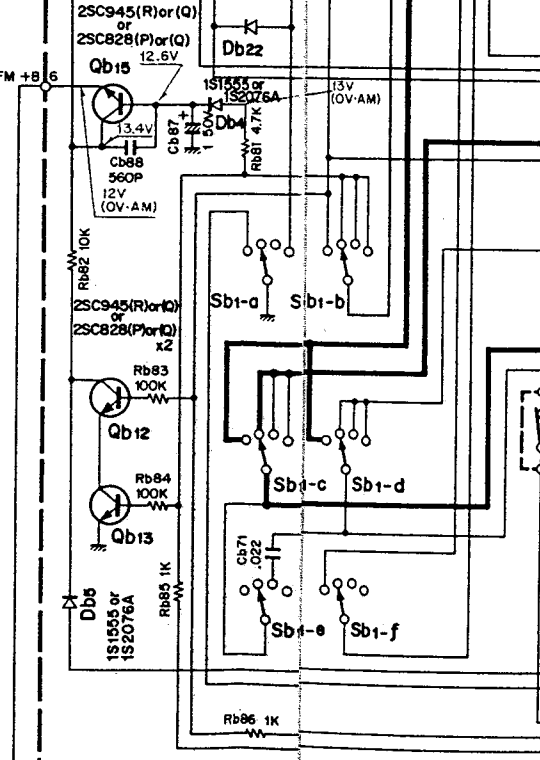 2SC945(R)or(Q)
or
2SC828(P)or(Q)
12.6V
Db22
Qb15
FM +B 6
1S1555 or
1S2076A
13V
(0V·AM)
Db4
+
Cb87
1 50V
Rb81 4.7K
13.4V
Cb88
560P
12V
(0V·AM)
Rb82 10K
Sb1-a
Sb1-b
2SC945(R)or(Q)
or
2SC828(P)or(Q)
x2
Rb83
100K
Qb12
Rb84
100K
Sb1-c
Sb1-d
Qb13
Cb71
.022
Db5
1S1555 or
1S2076A
Rb85 1K
Sb1-e
Sb1-f
Rb86 1K